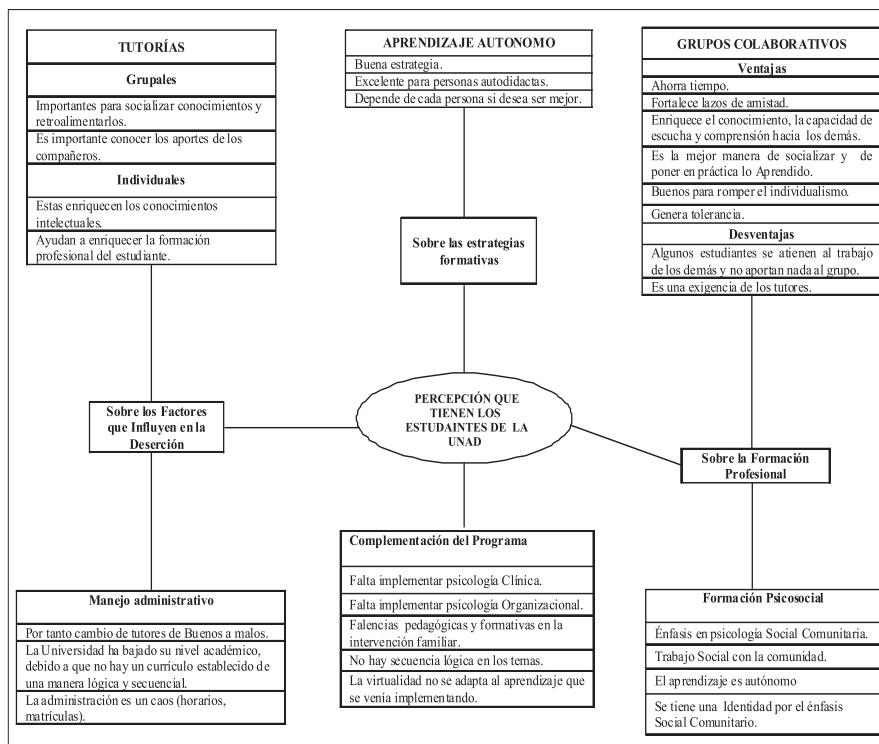 TUTORÍAS
Grupales
Importantes para socializar conocimientos y
retroalimentarlos.
Es importante conocer los aportes de los
compañeros.
Individuales
Estas enriquecen los conocimientos
intelectuales.
Ayudan a enriquecer la formación
profesional del estudiante.
APRENDIZAJE AUTONOMO
Buena estrategia.
Excelente para personas autodidactas.
Depende de cada persona si desea ser mejor.
GRUPOS COLABORATIVOS
Ventajas
Ahorra tiempo.
Fortalece lazos de amistad.
Enriquece el conocimiento, la capacidad de
escucha y comprensión hacia los demás.
Es la mejor manera de socializar y de
poner en práctica lo Aprendido.
Buenos para romper el individualismo.
Genera tolerancia.
Desventajas
Algunos estudiantes se atienen al trabajo
de los demás y no aportan nada al grupo.
Es una exigencia de los tutores.
Sobre las estrategias
formativas
Sobre los Factores
que Influyen en la
Deserción
PERCEPCIÓN QUE
TIENEN LOS
ESTUDAINTES DE LA
UNAD
Sobre la Formación
Profesional
Manejo administrativo
Por tanto cambio de tutores de Buenos a malos.
La Universidad ha bajado su nivel académico,
debido a que no hay un currículo establecido de
una manera lógica y secuencial.
La administración es un caos (horarios,
matrículas).
Complementación del Programa
Falta implementar psicología Clínica.
Falta implementar psicología Organizacional.
Falencias pedagógicas y formativas en la
intervención familiar.
No hay secuencia lógica en los temas.
La virtualidad no se adapta al aprendizaje que
se venía implementando.
Formación Psicosocial
Énfasis en psicología Social Comunitaria.
Trabajo Social con la comunidad.
El aprendizaje es autónomo
Se tiene una Identidad por el énfasis
Social Comunitario.